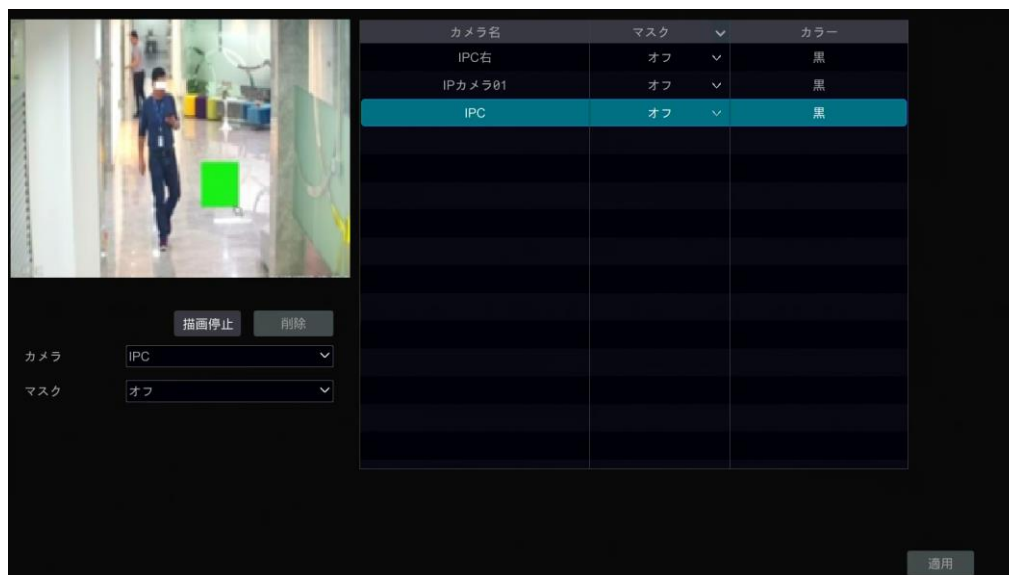 カメラ名 マスク カラー
IPC右 オフ 黒
IPカメラ01 オフ 黒
IPC オフ 黒
描画停止 削除
カメラ IPC
マスク オフ
適用